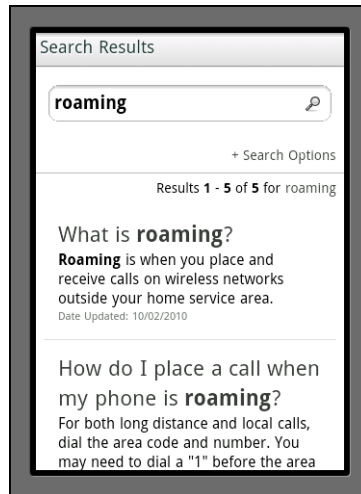 Search Results
roaming
+ Search Options
Results 1 - 5 of 5 for roaming
What is roaming?
Roaming is when you place and
receive calls on wireless networks
outside your home service area.
Date Updated: 10/02/2010
How do I place a call when
my phone is roaming?
For both long distance and local calls,
dial the area code and number. You
may need to dial a "1" before the area